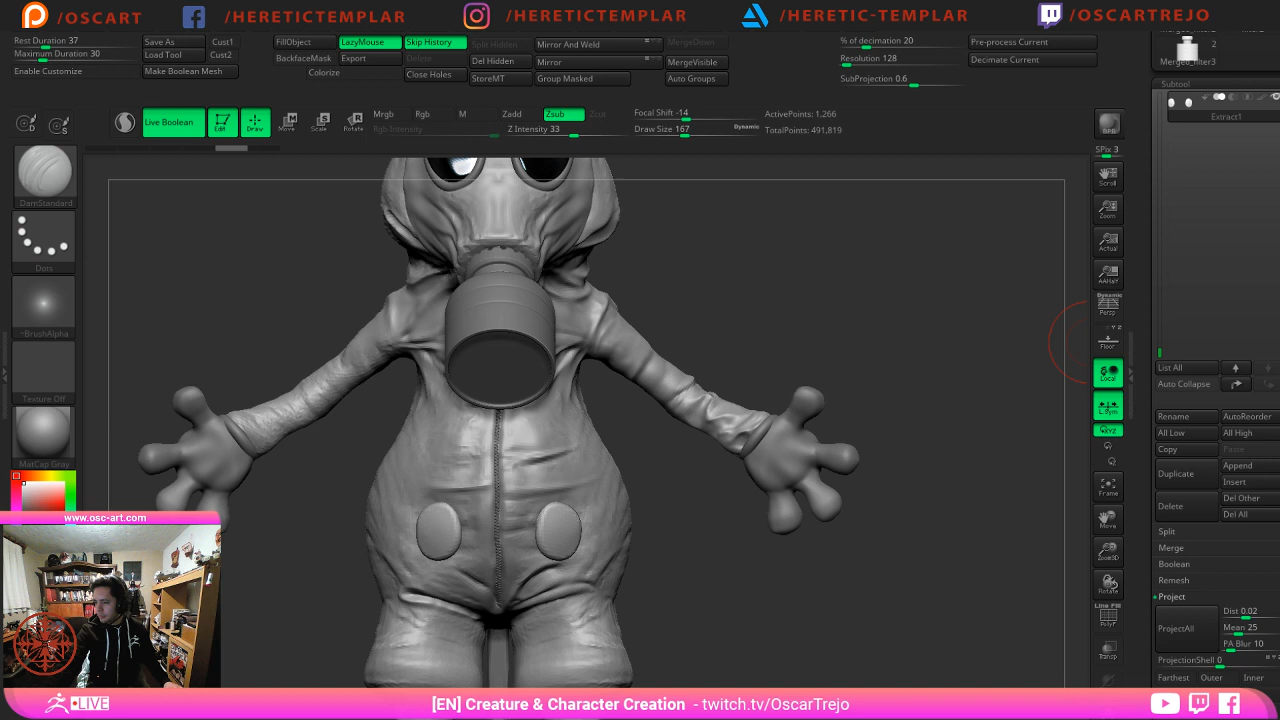 /OSCART
/HERETICTEMPLAR
/HERETICTEMPLAR
/HERETIC-TEMPLAR
/OSCARTREJO
Rest Duration 37
Maximum Duration 30
Enable Customize
Save As
Cust1
Load Tool
Cust2
Make Boolean Mesh
FillObject
LazyMouse
Skip History
Split Hidden
Mirror And Weld
MergeDown
BackfaceMask
Export
Delete
Del Hidden
Mirror
MergeVisible
Colorize
Close Holes
StoreMT
Group Masked
Auto Groups
% of decimation 20
Resolution 128
SubProjection 0.6
Pre-process Current
Decimate Current
2
Merged_filter3
Live Boolean
Edit
Draw
Move
Scale
Rotate
Mrgb
Rgb
M
Zadd
Zsub
Zcut
Rgb Intensity
Z Intensity 33
Focal Shift -14
Draw Size 167
Dynamic
ActivePoints: 1,266
TotalPoints: 491,819
DamStandard
Dots
~BrushAlpha
Texture Off
MatCap Gray
BPR
SPix 3
Scroll
Zoom
Actual
AAHalf
Dynamic
Persp
Floor
Local
L.Sym
Frame
Move
Zoom3D
Rotate
Line Fill
PolyF
Transp
Subtool
Extract1
List All
Auto Collapse
Rename
AutoReorder
All Low
All High
Copy
Paste
Duplicate
Append
Insert
Delete
Del Other
Del All
Split
Merge
Boolean
Remesh
Project
ProjectAll
Dist 0.02
Mean 25
PA Blur 10
ProjectionShell 0
Farthest
Outer
Inner
www.osc-art.com
LIVE
[EN] Creature & Character Creation - twitch.tv/OscarTrejo